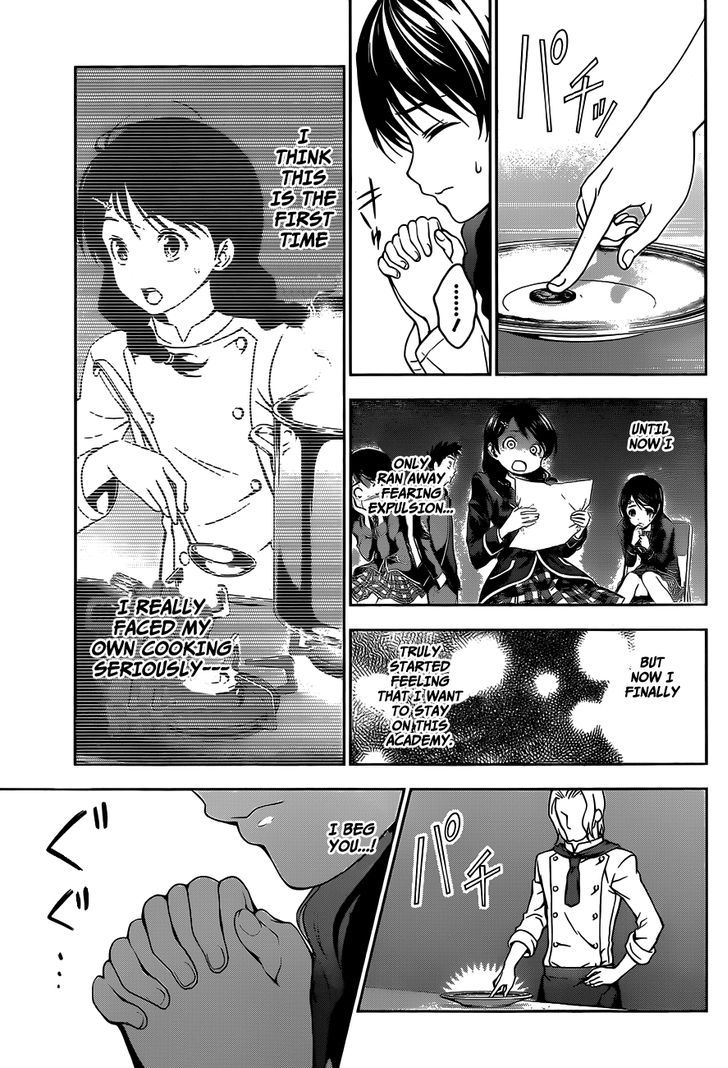 パチッ
ギュ
……!
I
THINK
THIS
IS THE
FIRST
TIME
I REALLY
FACED MY
OWN COOKING
SERIOUSLY---
UNTIL
NOW I
ONLY
RAN AWAY
FEARING
EXPULSION...
BUT
NOW I
FINALLY
TRULY
STARTED
FEELING
THAT I WANT
TO STAY
ON THIS
ACADEMY.
パチ
I BEG
YOU...!
ぐぐ…